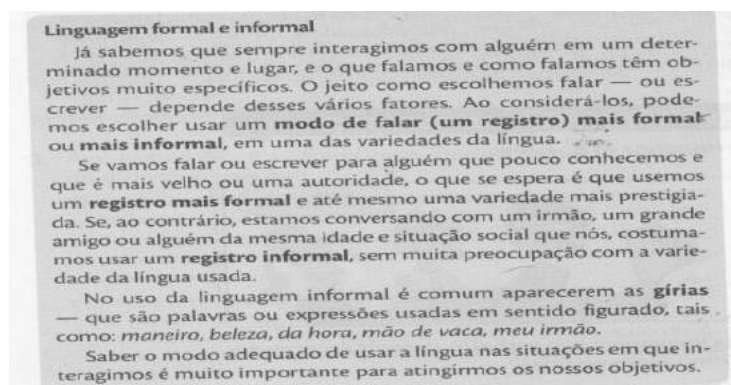 Linguagem formal e informal
Já sabemos que sempre interagimos com alguém em um deter-
minado momento e lugar, e o que falamos e como falamos têm ob-
jetivos muito específicos. O jeito como escolhemos falar — ou es-
crever — depende desses vários fatores. Ao considerá-los, pode-
mos escolher usar um modo de falar (um registro) mais formal
ou mais informal, em uma das variedades da língua.
Se vamos falar ou escrever para alguém que pouco conhecemos e
que é mais velho ou uma autoridade, o que se espera é que usemos
um registro mais formal e até mesmo uma variedade mais prestigia-
da. Se, ao contrário, estamos conversando com um irmão, um grande
amigo ou alguém da mesma idade e situação social que nós, costuma-
mos usar um registro informal, sem muita preocupação com a varie-
dade da língua usada.
No uso da linguagem informal é comum aparecerem as gírias
— que são palavras ou expressões usadas em sentido figurado, tais
como: maneiro, beleza, da hora, mão de vaca, meu irmão.
Saber o modo adequado de usar a língua nas situações em que in-
teragimos é muito importante para atingirmos os nossos objetivos.